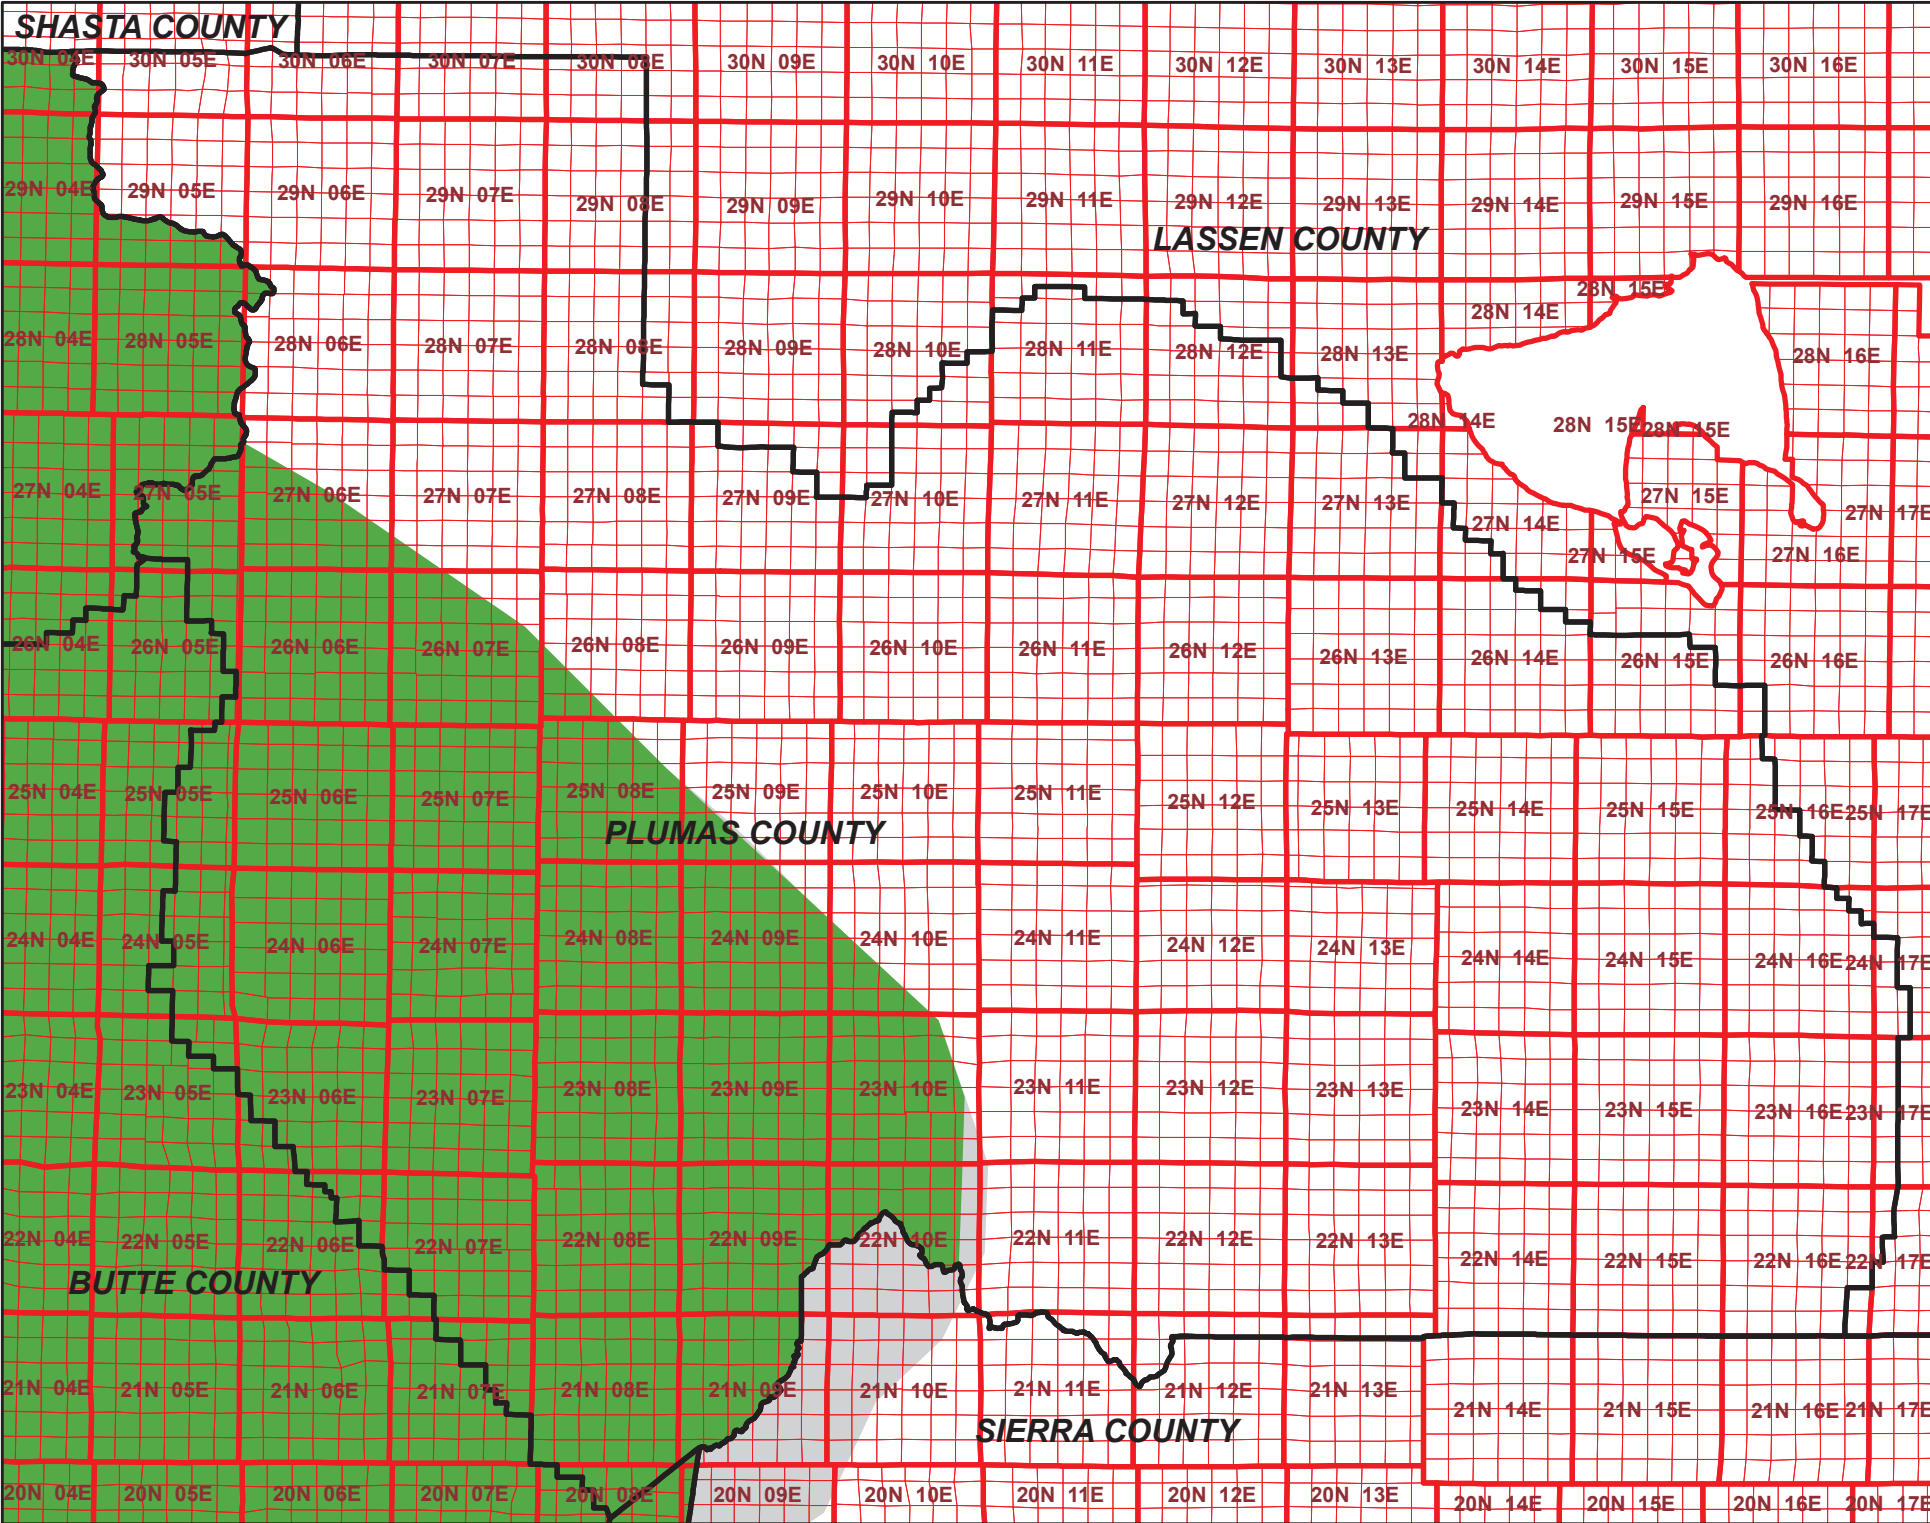 SHASTA COUNTY
30N 04E 30N 05E 30N 06E 30N 07E 30N 08E 30N 09E 30N 10E 30N 11E 30N 12E 30N 13E 30N 14E 30N 15E 30N 16E
29N 04E 29N 05E 29N 06E 29N 07E 29N 08E 29N 09E 29N 10E 29N 11E 29N 12E 29N 13E 29N 14E 29N 15E 29N 16E
LASSEN COUNTY
28N 15E
28N 14E
28N 04E 28N 05E 28N 06E 28N 07E 28N 08E 28N 09E 28N 10E 28N 11E 28N 12E 28N 13E 28N 16E
28N 14E 28N 15E 28N 15E
27N 04E 27N 05E 27N 06E 27N 07E 27N 08E 27N 09E 27N 10E 27N 11E 27N 12E 27N 13E 27N 15E
27N 14E 27N 17E
27N 15E 27N 16E
26N 04E 26N 05E 26N 06E 26N 07E 26N 08E 26N 09E 26N 10E 26N 11E 26N 12E 26N 13E 26N 14E 26N 15E 26N 16E
25N 04E 25N 05E 25N 06E 25N 07E 25N 08E 25N 09E 25N 10E 25N 11E 25N 12E 25N 13E 25N 14E 25N 15E 25N 16E 25N 17E
PLUMAS COUNTY
24N 04E 24N 05E 24N 06E 24N 07E 24N 08E 24N 09E 24N 10E 24N 11E 24N 12E 24N 13E 24N 14E 24N 15E 24N 16E 24N 17E
23N 04E 23N 05E 23N 06E 23N 07E 23N 08E 23N 09E 23N 10E 23N 11E 23N 12E 23N 13E 23N 14E 23N 15E 23N 16E 23N 17E
22N 04E 22N 05E 22N 06E 22N 07E 22N 08E 22N 09E 22N 10E 22N 11E 22N 12E 22N 13E 22N 14E 22N 15E 22N 16E 22N 17E
BUTTE COUNTY
21N 04E 21N 05E 21N 06E 21N 07E 21N 08E 21N 09E 21N 10E 21N 11E 21N 12E 21N 13E 21N 14E 21N 15E 21N 16E 21N 17E
SIERRA COUNTY
20N 04E 20N 05E 20N 06E 20N 07E 20N 08E 20N 09E 20N 10E 20N 11E 20N 12E 20N 13E 20N 14E 20N 15E 20N 16E 20N 17E